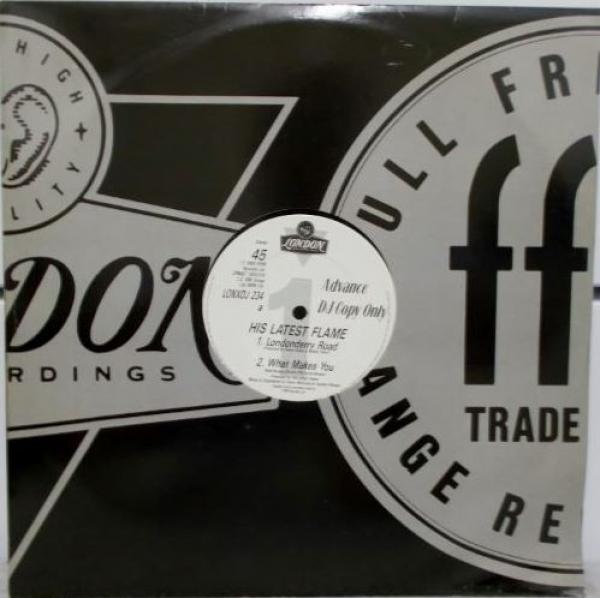 HIGH
QUALITY
DON
RDINGS
ULL FR
ff
TRADE
ANGE RE
LONDON
45
LONXDJ 234
a
1
Advance
DJ Copy Only
HIS LATEST FLAME
1. Londonderry Road
2. What Makes You